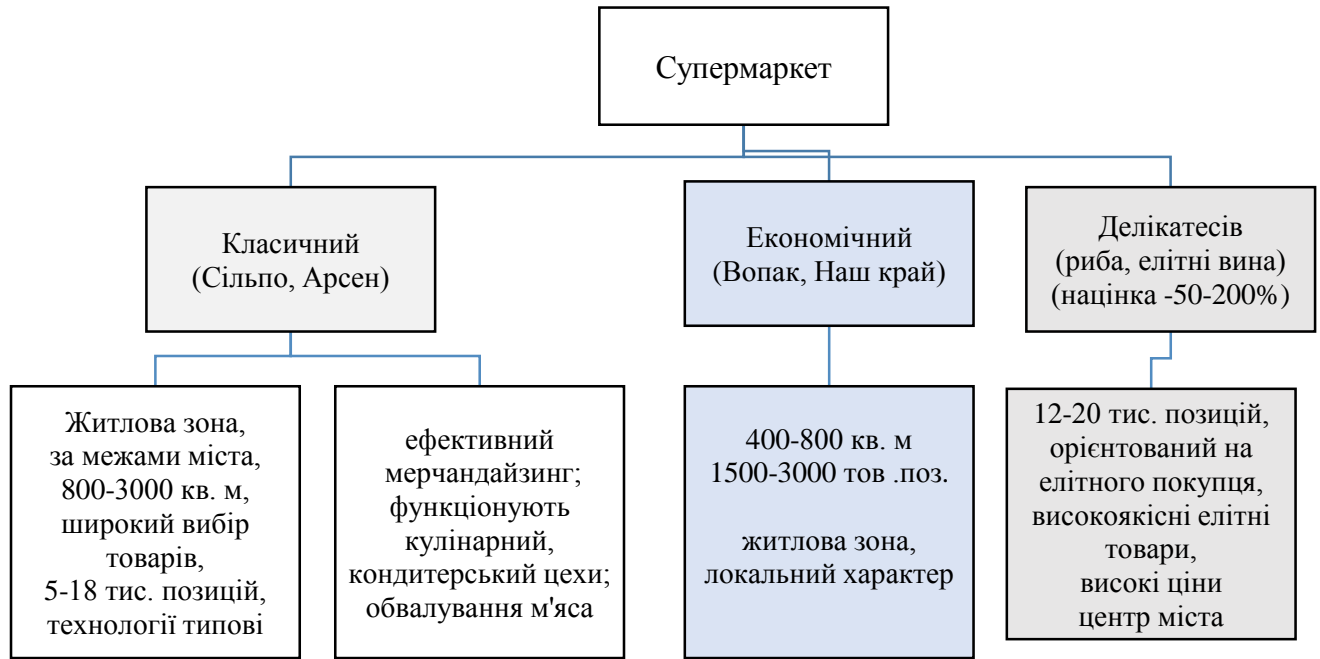 Супермаркет
Класичний
(Сільпо, Арсен)
Економічний
(Вопак, Наш край)
Делікатесів
(риба, елітні вина)
(націнка -50-200%)
Житлова зона,
за межами міста,
800-3000 кв. м,
широкий вибір
товарів,
5-18 тис. позицій,
технології типові
ефективний
мерчандайзинг;
функціонують
кулінарний,
кондитерський цехи;
обвалування м'яса
400-800 кв. м
1500-3000 тов .поз.
житлова зона,
локальний характер
12-20 тис. позицій,
орієнтований на
елітного покупця,
високоякісні елітні
товари,
високі ціни
центр міста